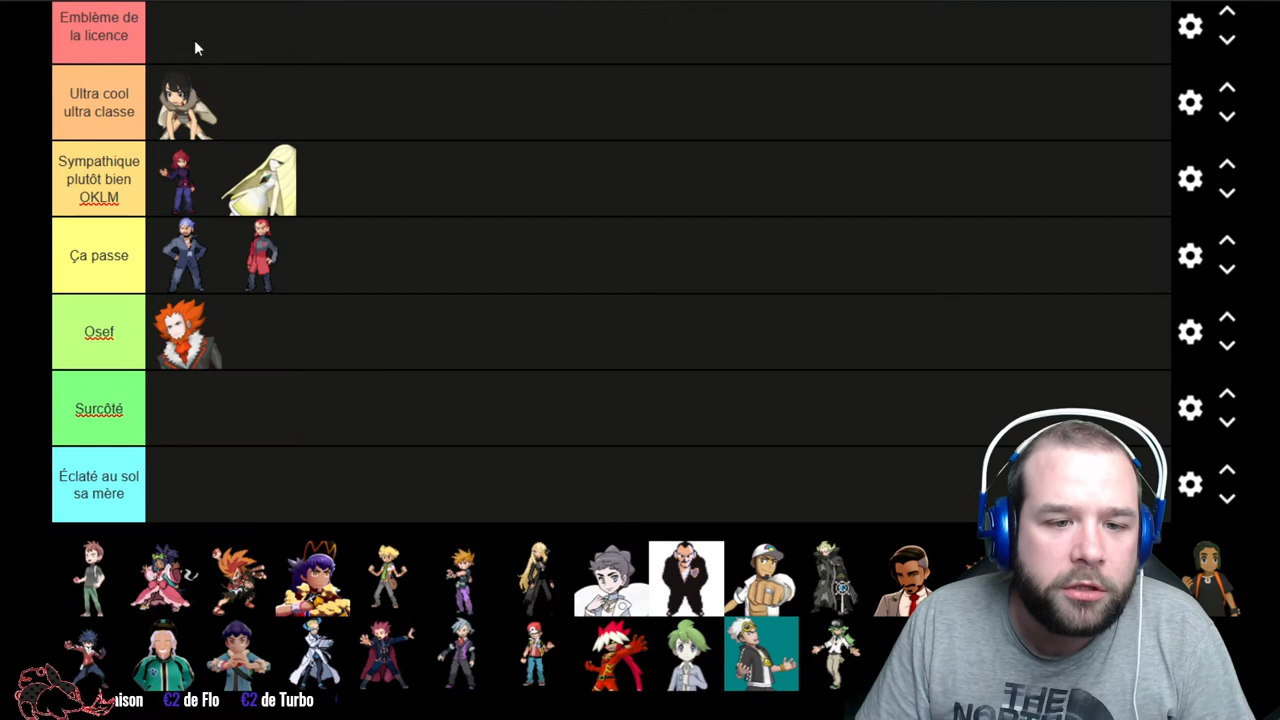 Emblème de
la licence
Ultra cool
ultra classe
Sympathique
plutôt bien
OKLM
Ça passe
Osef
Surcôté
Éclaté au sol
sa mère
€2 de Flo
€2 de Turbo
THE
NORTH